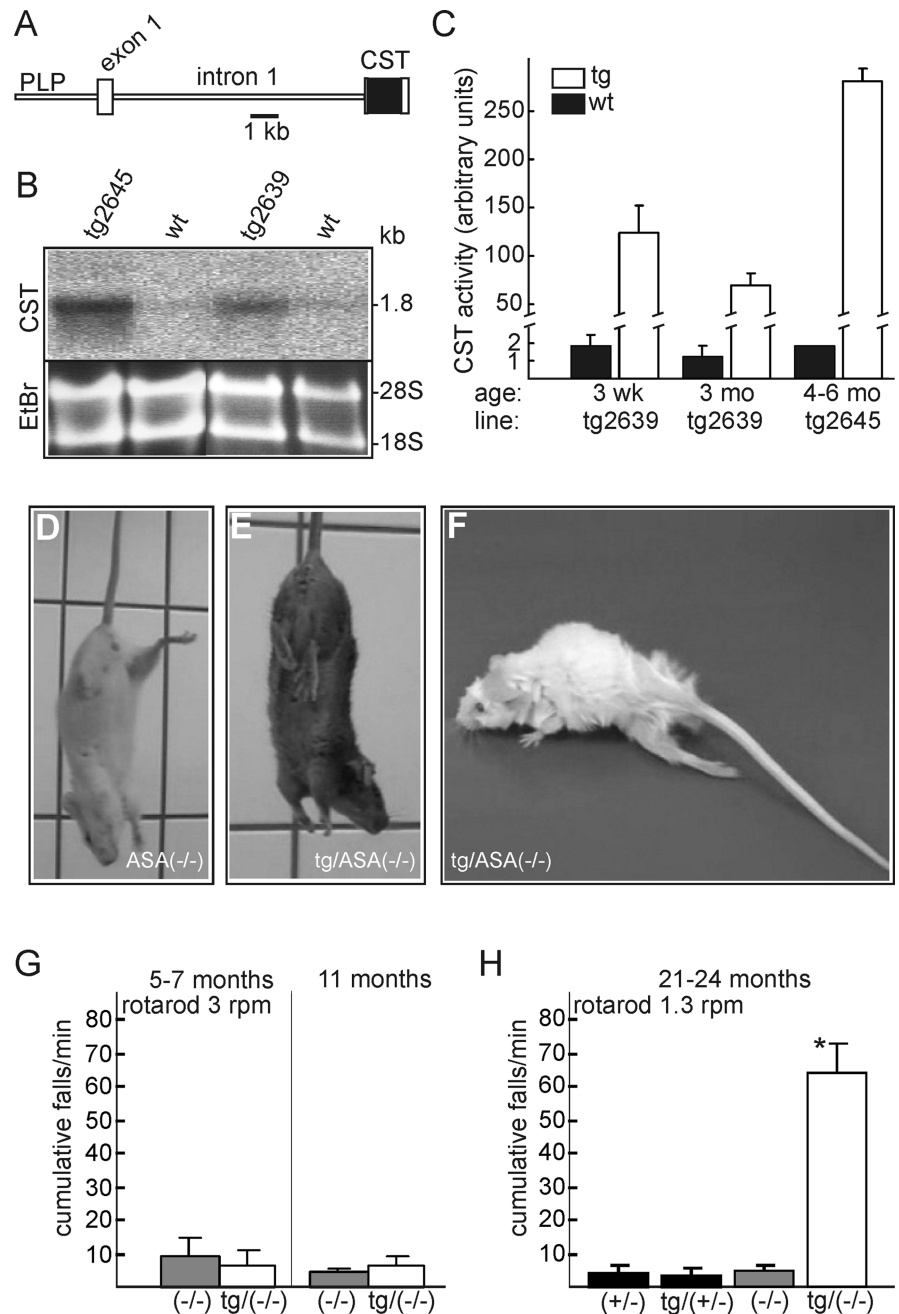 A
PLP
exon 1
intron 1
CST
1 kb
B
tg2645
wt
tg2639
wt
kb
CST
1.8
EtBr
28S
18S
C
CST activity (arbitrary units)
tg
wt
250
200
150
100
50
2
1
age: 3 wk 3 mo 4-6 mo
line: tg2639 tg2639 tg2645
D
ASA(-/-)
E
tg/ASA(-/-)
F
tg/ASA(-/-)
G
5-7 months 11 months
rotarod 3 rpm
cumulative falls/min
80
70
60
50
40
30
20
10
(-/-) tg/(-/-) (-/-) tg/(-/-)
H
21-24 months
rotarod 1.3 rpm
cumulative falls/min
80
70
60
50
40
30
20
10
*
(+/-) tg/(+/-) (-/-) tg/(-/-)